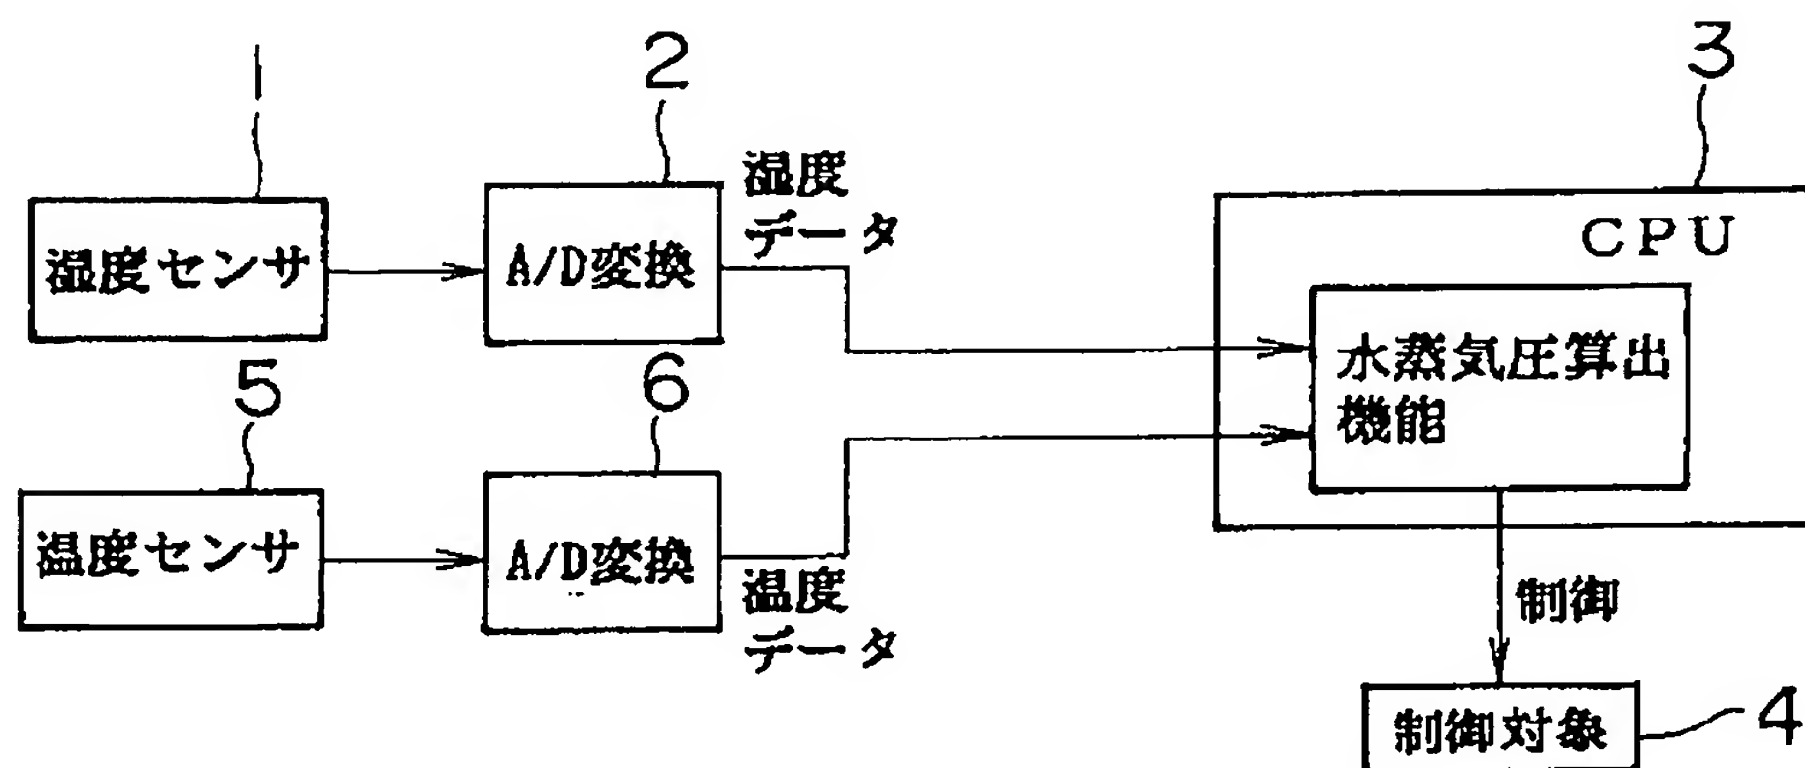 1
2
3
湿度
データ
湿度センサ
A/D変換
CPU
水蒸気圧算出
機能
5
6
温度センサ
A/D変換
温度
データ
制御
制御対象
4